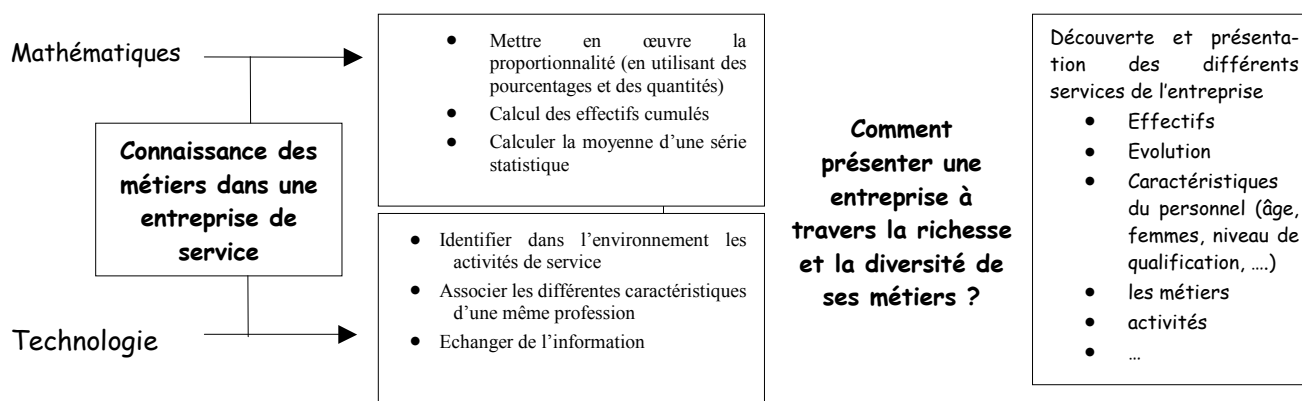 Mathématiques
Connaissance des
métiers dans une
entreprise de
service
Technologie
● Mettre en œuvre la
proportionnalité (en utilisant des
pourcentages et des quantités)
● Calcul des effectifs cumulés
● Calculer la moyenne d’une série
statistique
● Identifier dans l’environnement les
activités de service
● Associer les différentes caractéristiques
d’une même profession
● Echanger de l’information
Comment
présenter une
entreprise à
travers la richesse
et la diversité de
ses métiers ?
Découverte et présenta-
tion des différents
services de l’entreprise
● Effectifs
● Evolution
● Caractéristiques
du personnel (âge,
femmes, niveau de
qualification, ....)
● les métiers
● activités
● …